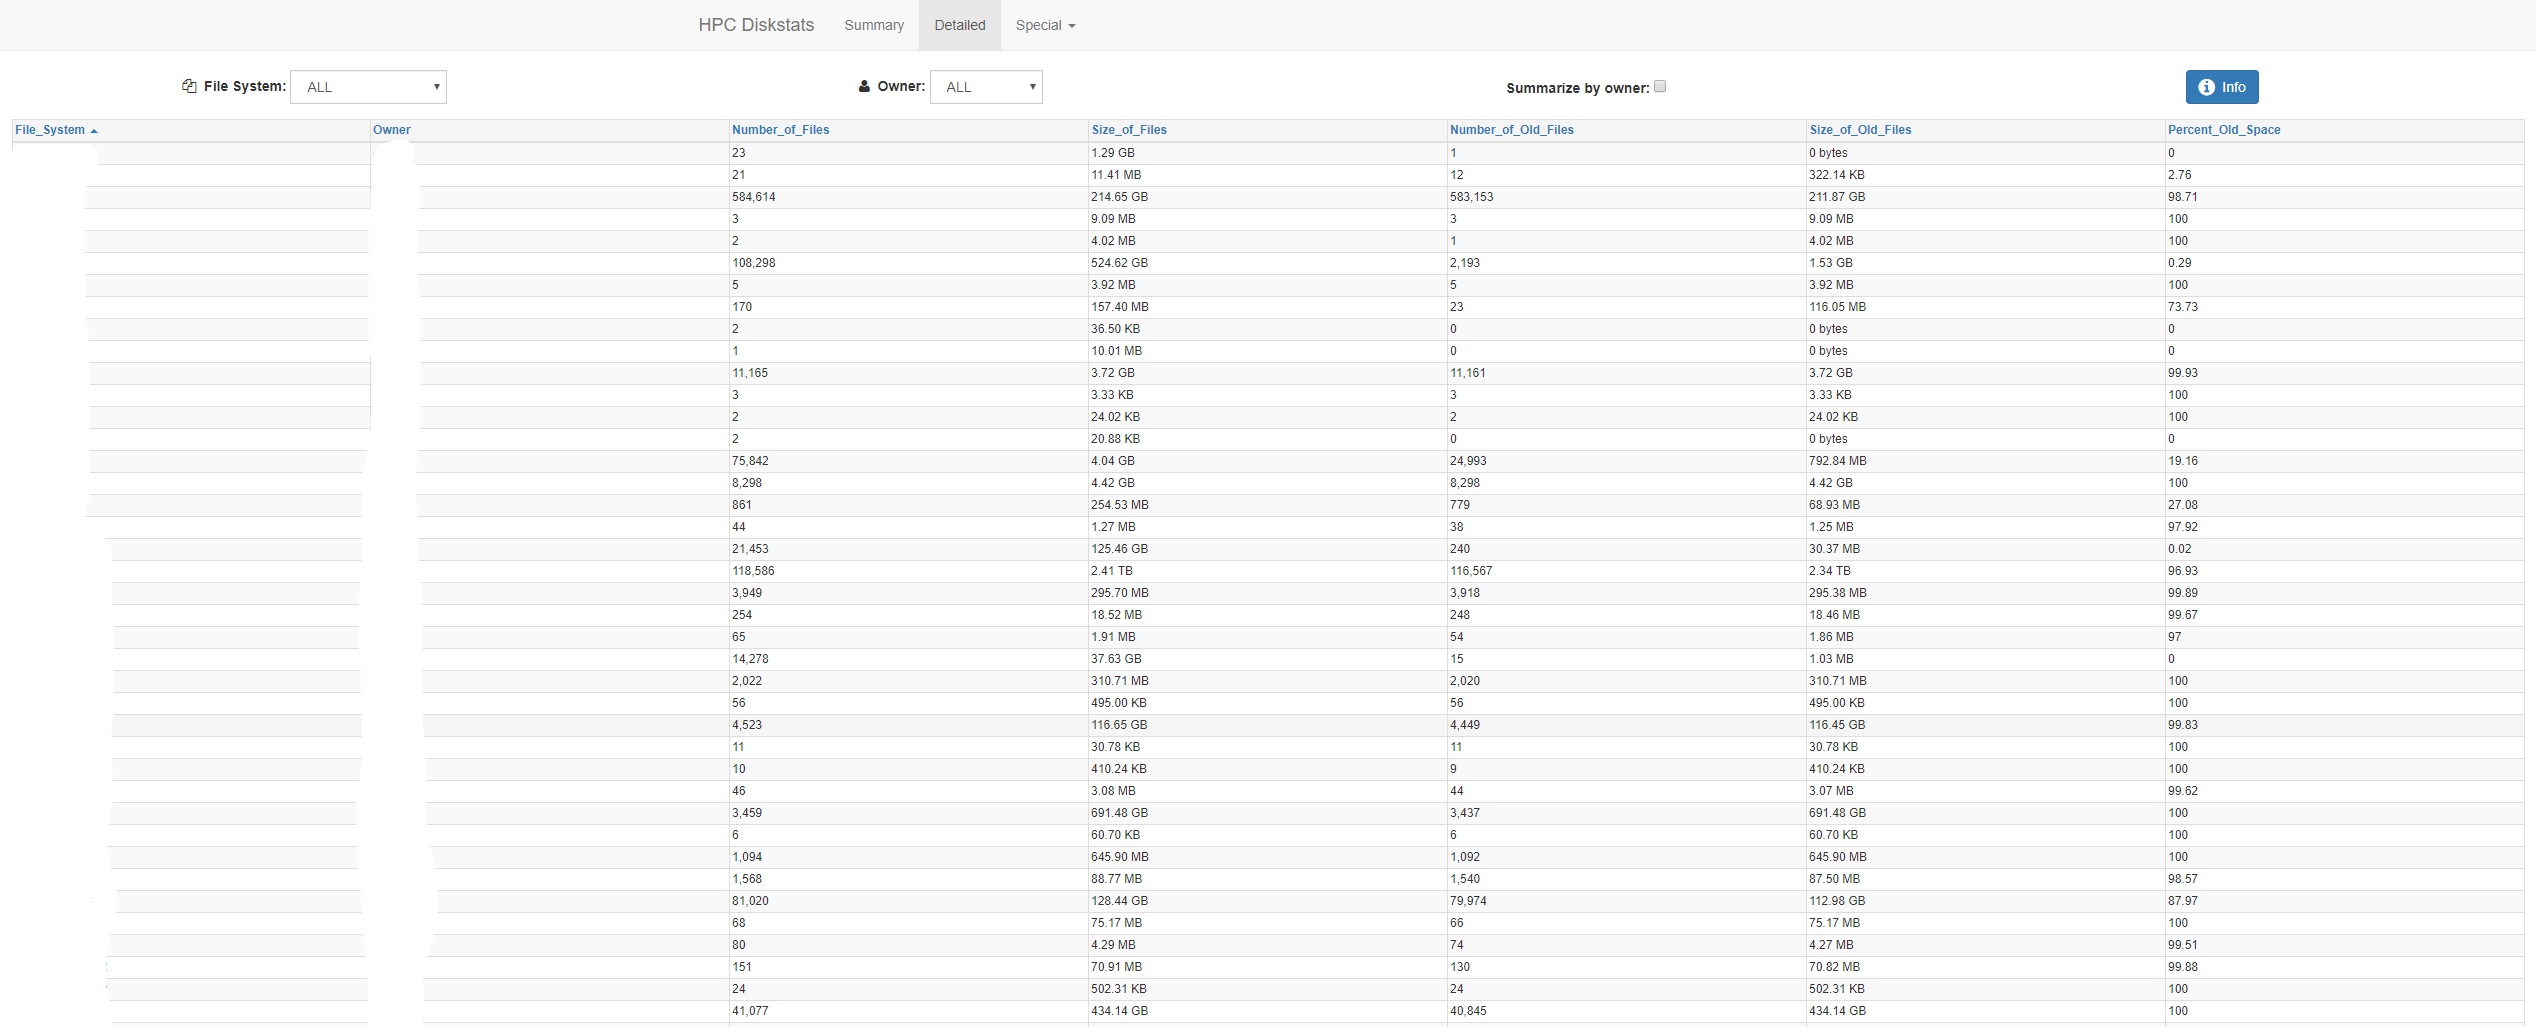 HPC Diskstats Summary Detailed Special
File System: ALL Owner: ALL Summarize by owner: Info
File_System Owner Number_of_Files Size_of_Files Number_of_Old_Files Size_of_Old_Files Percent_Old_Space
23 1.29 GB 1 0 bytes 0
21 11.41 MB 12 322.14 KB 2.76
584,614 214.65 GB 583,153 211.87 GB 98.71
3 9.09 MB 3 9.09 MB 100
2 4.02 MB 1 4.02 MB 100
108,298 524.62 GB 2,193 1.53 GB 0.29
5 3.92 MB 5 3.92 MB 100
170 157.40 MB 23 116.05 MB 73.73
2 36.50 KB 0 0 bytes 0
1 10.01 MB 0 0 bytes 0
11,165 3.72 GB 11,161 3.72 GB 99.93
3 3.33 KB 3 3.33 KB 100
2 24.02 KB 2 24.02 KB 100
2 20.88 KB 0 0 bytes 0
75,842 4.04 GB 24,993 792.84 MB 19.16
8,298 4.42 GB 8,298 4.42 GB 100
861 254.53 MB 779 68.93 MB 27.08
44 1.27 MB 38 1.25 MB 97.92
21,453 125.46 GB 240 30.37 MB 0.02
118,586 2.41 TB 116,567 2.34 TB 96.93
3,949 295.70 MB 3,918 295.38 MB 99.89
254 18.52 MB 248 18.46 MB 99.67
65 1.91 MB 54 1.86 MB 97
14,278 37.63 GB 15 1.03 MB 0
2,022 310.71 MB 2,020 310.71 MB 100
56 495.00 KB 56 495.00 KB 100
4,523 116.65 GB 4,449 116.45 GB 99.83
11 30.78 KB 11 30.78 KB 100
10 410.24 KB 9 410.24 KB 100
46 3.08 MB 44 3.07 MB 99.62
3,459 691.48 GB 3,437 691.48 GB 100
6 60.70 KB 6 60.70 KB 100
1,094 645.90 MB 1,092 645.90 MB 100
1,568 88.77 MB 1,540 87.50 MB 98.57
81,020 128.44 GB 79,974 112.98 GB 87.97
68 75.17 MB 66 75.17 MB 100
80 4.29 MB 74 4.27 MB 99.51
151 70.91 MB 130 70.82 MB 99.88
24 502.31 KB 24 502.31 KB 100
41,077 434.14 GB 40,845 434.14 GB 100